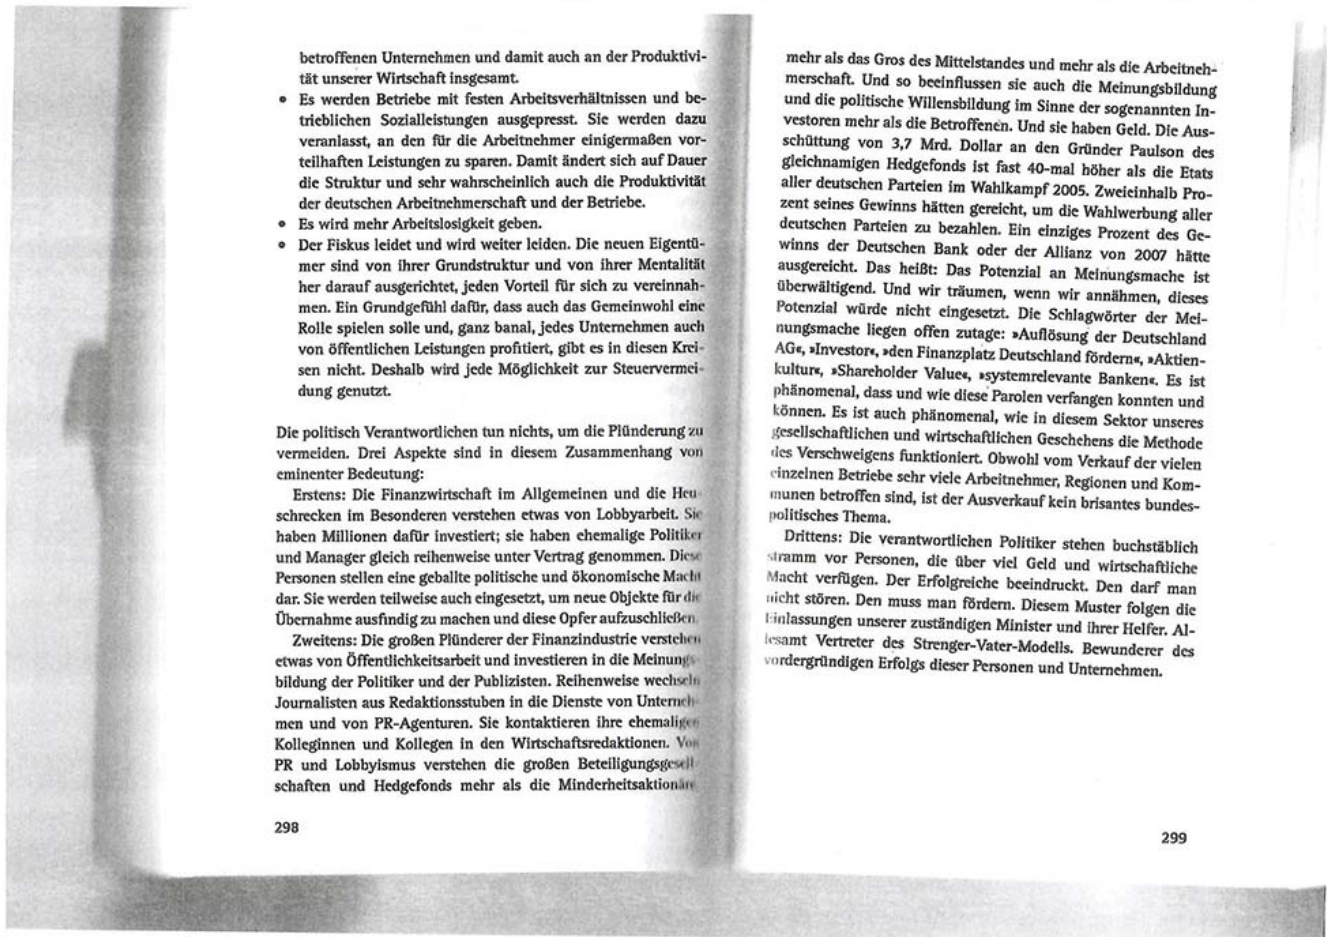 betroffenen Unternehmen und damit auch an der Produktivi-
tät unserer Wirtschaft insgesamt.
• Es werden Betriebe mit festen Arbeitsverhältnissen und be-
trieblichen Sozialleistungen ausgepresst. Sie werden dazu
veranlasst, an den für die Arbeitnehmer einigermaßen vor-
teilhaften Leistungen zu sparen. Damit ändert sich auf Dauer
die Struktur und sehr wahrscheinlich auch die Produktivität
der deutschen Arbeitnehmerschaft und der Betriebe.
• Es wird mehr Arbeitslosigkeit geben.
• Der Fiskus leidet und wird weiter leiden. Die neuen Eigentü-
mer sind von ihrer Grundstruktur und von ihrer Mentalität
her darauf ausgerichtet, jeden Vorteil für sich zu vereinnah-
men. Ein Grundgefühl dafür, dass auch das Gemeinwohl eine
Rolle spielen solle und, ganz banal, jedes Unternehmen auch
von öffentlichen Leistungen profitiert, gibt es in diesen Krei-
sen nicht. Deshalb wird jede Möglichkeit zur Steuervermei-
dung genutzt.
Die politisch Verantwortlichen tun nichts, um die Plünderung zu
vermeiden. Drei Aspekte sind in diesem Zusammenhang von
eminenter Bedeutung:
Erstens: Die Finanzwirtschaft im Allgemeinen und die Heu-
schrecken im Besonderen verstehen etwas von Lobbyarbeit. Sie
haben Millionen dafür investiert; sie haben ehemalige Politiker
und Manager gleich reihenweise unter Vertrag genommen. Diese
Personen stellen eine geballte politische und ökonomische Macht
dar. Sie werden teilweise auch eingesetzt, um neue Objekte für die
Übernahme ausfindig zu machen und diese Opfer aufzuschließen.
Zweitens: Die großen Plünderer der Finanzindustrie verstehen
etwas von Öffentlichkeitsarbeit und investieren in die Meinungs-
bildung der Politiker und der Publizisten. Reihenweise wechseln
Journalisten aus Redaktionsstuben in die Dienste von Unterneh-
men und von PR-Agenturen. Sie kontaktieren ihre ehemaligen
Kolleginnen und Kollegen in den Wirtschaftsredaktionen. Von
PR und Lobbyismus verstehen die großen Beteiligungsgesell-
schaften und Hedgefonds mehr als die Minderheitsaktionäre,
298
mehr als das Gros des Mittelstandes und mehr als die Arbeitneh-
merschaft. Und so beeinflussen sie auch die Meinungsbildung
und die politische Willensbildung im Sinne der sogenannten In-
vestoren mehr als die Betroffenen. Und sie haben Geld. Die Aus-
schüttung von 3,7 Mrd. Dollar an den Gründer Paulson des
gleichnamigen Hedgefonds ist fast 40-mal höher als die Etats
aller deutschen Parteien im Wahlkampf 2005. Zweieinhalb Pro-
zent seines Gewinns hätten gereicht, um die Wahlwerbung aller
deutschen Parteien zu bezahlen. Ein einziges Prozent des Ge-
winns der Deutschen Bank oder der Allianz von 2007 hätte
ausgereicht. Das heißt: Das Potenzial an Meinungsmache ist
überwältigend. Und wir träumen, wenn wir annähmen, dieses
Potenzial würde nicht eingesetzt. Die Schlagwörter der Mei-
nungsmache liegen offen zutage: »Auflösung der Deutschland
AG«, »Investor«, »den Finanzplatz Deutschland fördern«, »Aktien-
kultur«, »Shareholder Value«, »systemrelevante Banken«. Es ist
phänomenal, dass und wie diese Parolen verfangen konnten und
können. Es ist auch phänomenal, wie in diesem Sektor unseres
gesellschaftlichen und wirtschaftlichen Geschehens die Methode
des Verschweigens funktioniert. Obwohl vom Verkauf der vielen
einzelnen Betriebe sehr viele Arbeitnehmer, Regionen und Kom-
munen betroffen sind, ist der Ausverkauf kein brisantes bundes-
politisches Thema.
Drittens: Die verantwortlichen Politiker stehen buchstäblich
stramm vor Personen, die über viel Geld und wirtschaftliche
Macht verfügen. Der Erfolgreiche beeindruckt. Den darf man
nicht stören. Den muss man fördern. Diesem Muster folgen die
Einlassungen unserer zuständigen Minister und ihrer Helfer. Al-
lesamt Vertreter des Strenger-Vater-Modells. Bewunderer des
vordergründigen Erfolgs dieser Personen und Unternehmen.
299